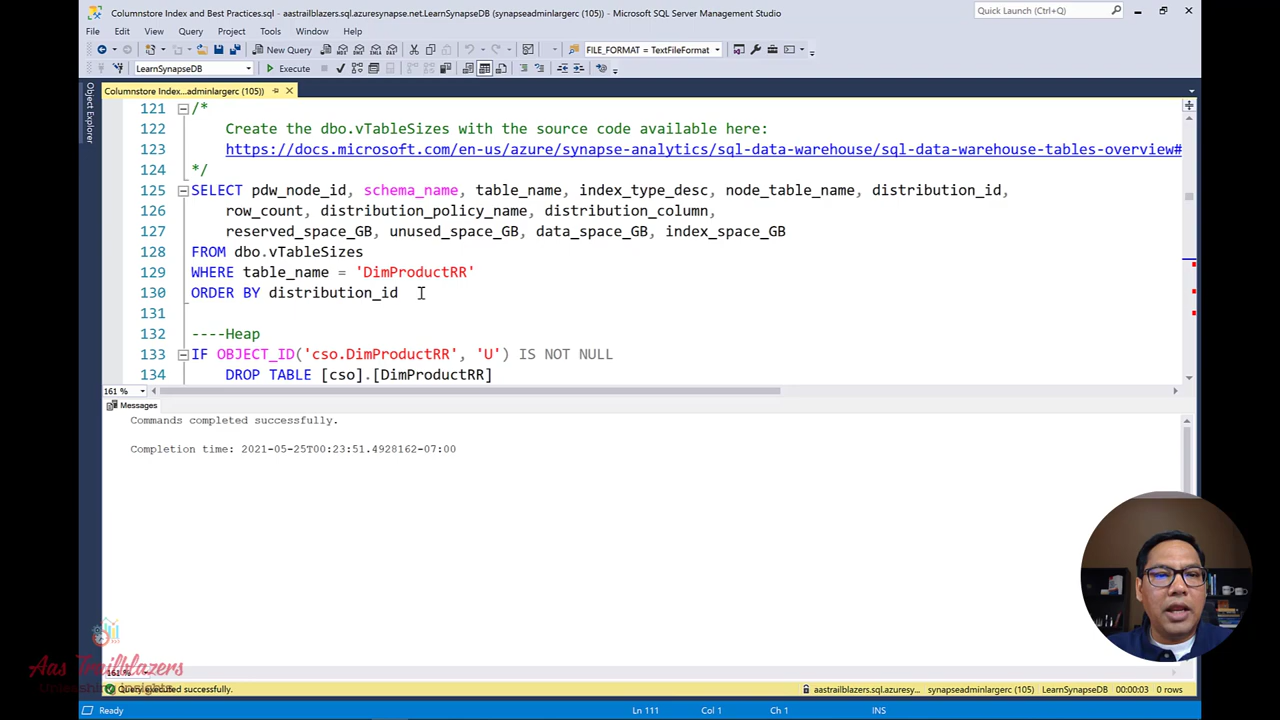 Columnstore Index and Best Practices.sql - aastrailblazers.sql.azuresynapse.net.LearnSynapseDB (synapseadminlargerc (105)) - Microsoft SQL Server Management Studio
Quick Launch (Ctrl+Q)
File Edit View Query Project Tools Window Help
New Query FILE_FORMAT = TextFileFormat
LearnSynapseDB Execute
Object Explorer
Columnstore Index...adminlargerc (105))
121 /*
122 Create the dbo.vTableSizes with the source code available here:
123 https://docs.microsoft.com/en-us/azure/synapse-analytics/sql-data-warehouse/sql-data-warehouse-tables-overview#
124 */
125 SELECT pdw_node_id, schema_name, table_name, index_type_desc, node_table_name, distribution_id,
126 row_count, distribution_policy_name, distribution_column,
127 reserved_space_GB, unused_space_GB, data_space_GB, index_space_GB
128 FROM dbo.vTableSizes
129 WHERE table_name = 'DimProductRR'
130 ORDER BY distribution_id
131
132 ----Heap
133 IF OBJECT_ID('cso.DimProductRR', 'U') IS NOT NULL
134 DROP TABLE [cso].[DimProductRR]
161 %
Messages
Commands completed successfully.
Completion time: 2021-05-25T00:23:51.4928162-07:00
Aas Trailblazers
161 %
Unleashing insights
Query executed successfully. aastrailblazers.sql.azuresy... synapseadminlargerc (105) LearnSynapseDB 00:00:03 0 rows
Ready Ln 111 Col 1 Ch 1 INS